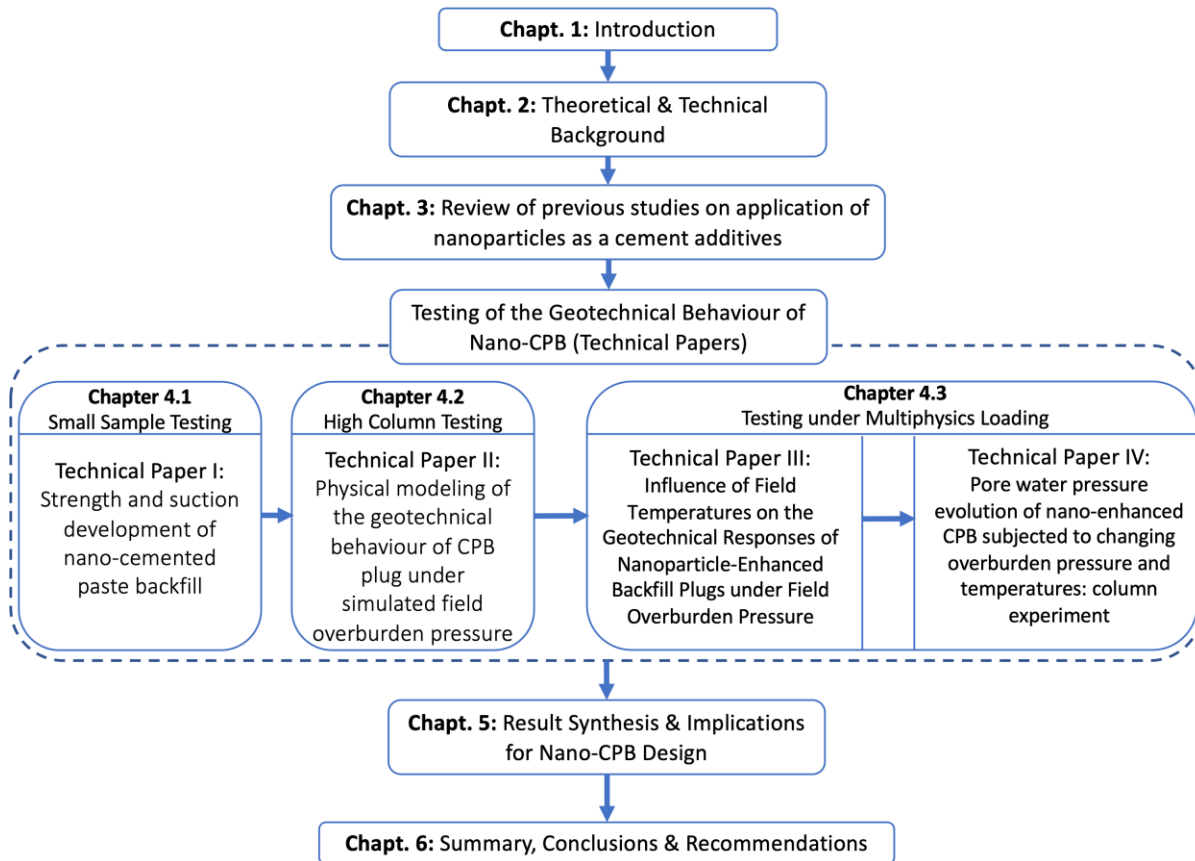 Chapt. 1: Introduction
Chapt. 2: Theoretical & Technical
Background
Chapt. 3: Review of previous studies on application of
nanoparticles as a cement additives
Testing of the Geotechnical Behaviour of
Nano-CPB (Technical Papers)
Chapter 4.1
Small Sample Testing
Technical Paper I:
Strength and suction
development of
nano-cemented
paste backfill
Chapter 4.2
High Column Testing
Technical Paper II:
Physical modeling of
the geotechnical
behaviour of CPB
plug under
simulated field
overburden pressure
Chapter 4.3
Testing under Multiphysics Loading
Technical Paper III:
Influence of Field
Temperatures on the
Geotechnical Responses of
Nanoparticle-Enhanced
Backfill Plugs under Field
Overburden Pressure
Technical Paper IV:
Pore water pressure
evolution of nano-enhanced
CPB subjected to changing
overburden pressure and
temperatures: column
experiment
Chapt. 5: Result Synthesis & Implications
for Nano-CPB Design
Chapt. 6: Summary, Conclusions & Recommendations